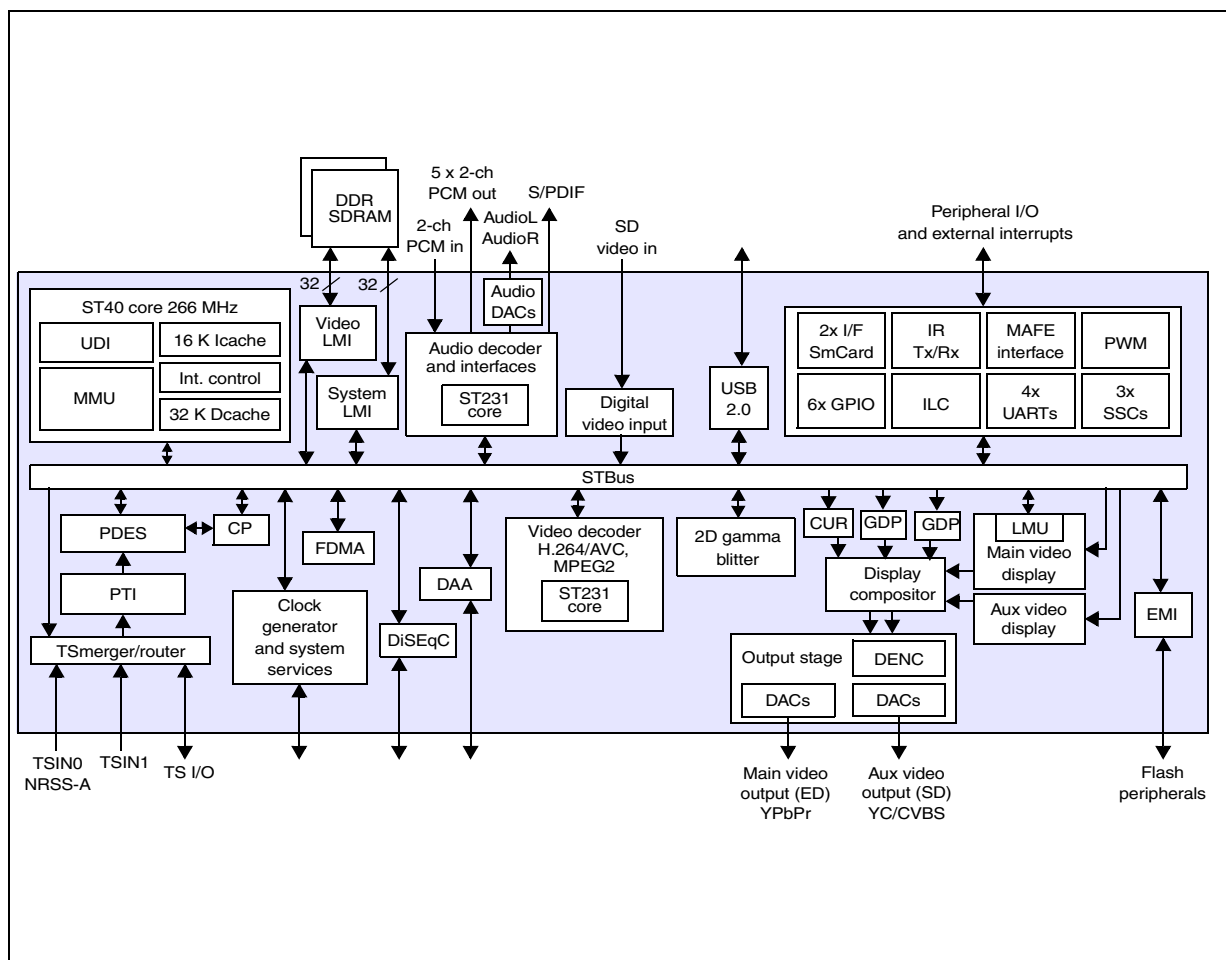 DDR
SDRAM
5 x 2-ch
PCM out
2-ch
PCM in
AudioL
AudioR
S/PDIF
SD
video in
Peripheral I/O
and external interrupts
32
32
ST40 core 266 MHz
UDI
16 K Icache
MMU
Int. control
32 K Dcache
Video
LMI
System
LMI
Audio
DACs
Audio decoder
and interfaces
ST231
core
Digital
video input
USB
2.0
2x I/F
SmCard
IR
Tx/Rx
MAFE
interface
PWM
6x GPIO
ILC
4x
UARTs
3x
SSCs
STBus
PDES
CP
PTI
TSmerger/router
Clock
generator
and system
services
FDMA
DiSEqC
DAA
Video decoder
H.264/AVC,
MPEG2
ST231
core
2D gamma
blitter
CUR
GDP
GDP
LMU
Main video
display
Display
compositor
Aux video
display
EMI
Output stage
DENC
DACs
DACs
TSIN0
NRSS-A
TSIN1
TS I/O
Main video
output (ED)
YPbPr
Aux video
output (SD)
YC/CVBS
Flash
peripherals